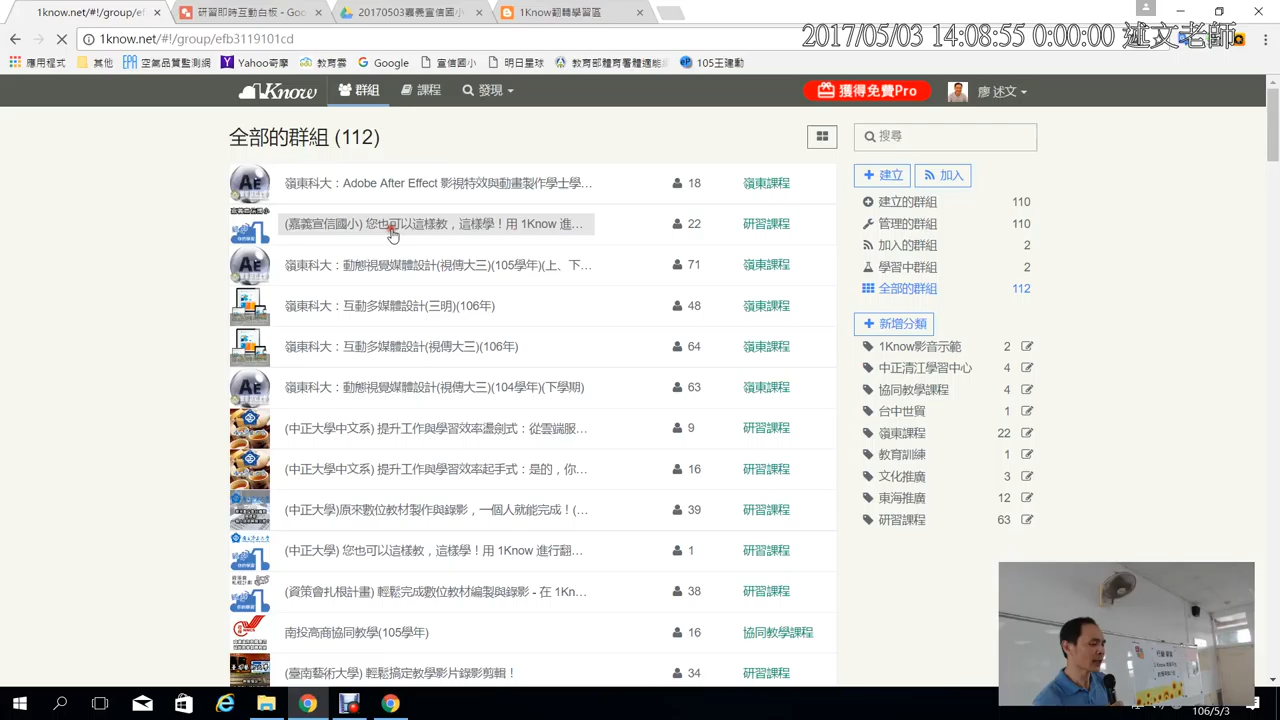 1know.net/#!/group/efb3
研習即時互動白板 - Goo
20170503嘉義宣信國小
1Know翻轉學習區
1know.net/#!/group/efb3119101cd
2017/05/03 14:08:55 0:00:00 述文老師
應用程式 其他 空氣品質監測網 Yahoo奇摩 教育雲 Google 宣信國小 明日星球 教育部體育署體適能 105王建動
1Know 群組 課程 發現 獲得免費Pro 廖 述文
全部的群組 (112)
搜尋
嶺東科大：Adobe After Effect 影視特效與動畫製作學士學... 18 嶺東課程
(嘉義宣信國小) 您也可以這樣教，這樣學！用 1Know 進... 22 研習課程
嶺東科大：動態視覺媒體設計(視傳大三)(105學年)(上、下... 71 嶺東課程
嶺東科大：互動多媒體設計(三明)(106年) 48 嶺東課程
嶺東科大：互動多媒體設計(視傳大三)(106年) 64 嶺東課程
嶺東科大：動態視覺媒體設計(視傳大三)(104學年)(下學期) 63 嶺東課程
(中正大學中文系) 提升工作與學習效率盪劍式：從雲端服... 9 研習課程
(中正大學中文系) 提升工作與學習效率起手式：是的，你... 16 研習課程
(中正大學)原來數位教材製作與錄影，一個人就能完成！(... 39 研習課程
(中正大學) 您也可以這樣教，這樣學！用 1Know 進行翻... 1 研習課程
(資策會扎根計畫) 輕鬆完成數位教材編製與錄影 - 在 1Kn... 38 研習課程
南投高商協同教學(105學年) 16 協同教學課程
(臺南藝術大學) 輕鬆搞定教學影片錄影剪輯！ 34 研習課程
建立 加入
建立的群組 110
管理的群組 110
加入的群組 2
學習中群組 2
全部的群組 112
新增分類
1Know影音示範 2
中正清江學習中心 4
協同教學課程 4
台中世貿 1
嶺東課程 22
教育訓練 1
文化推廣 3
東海推廣 12
研習課程 63
106/5/3